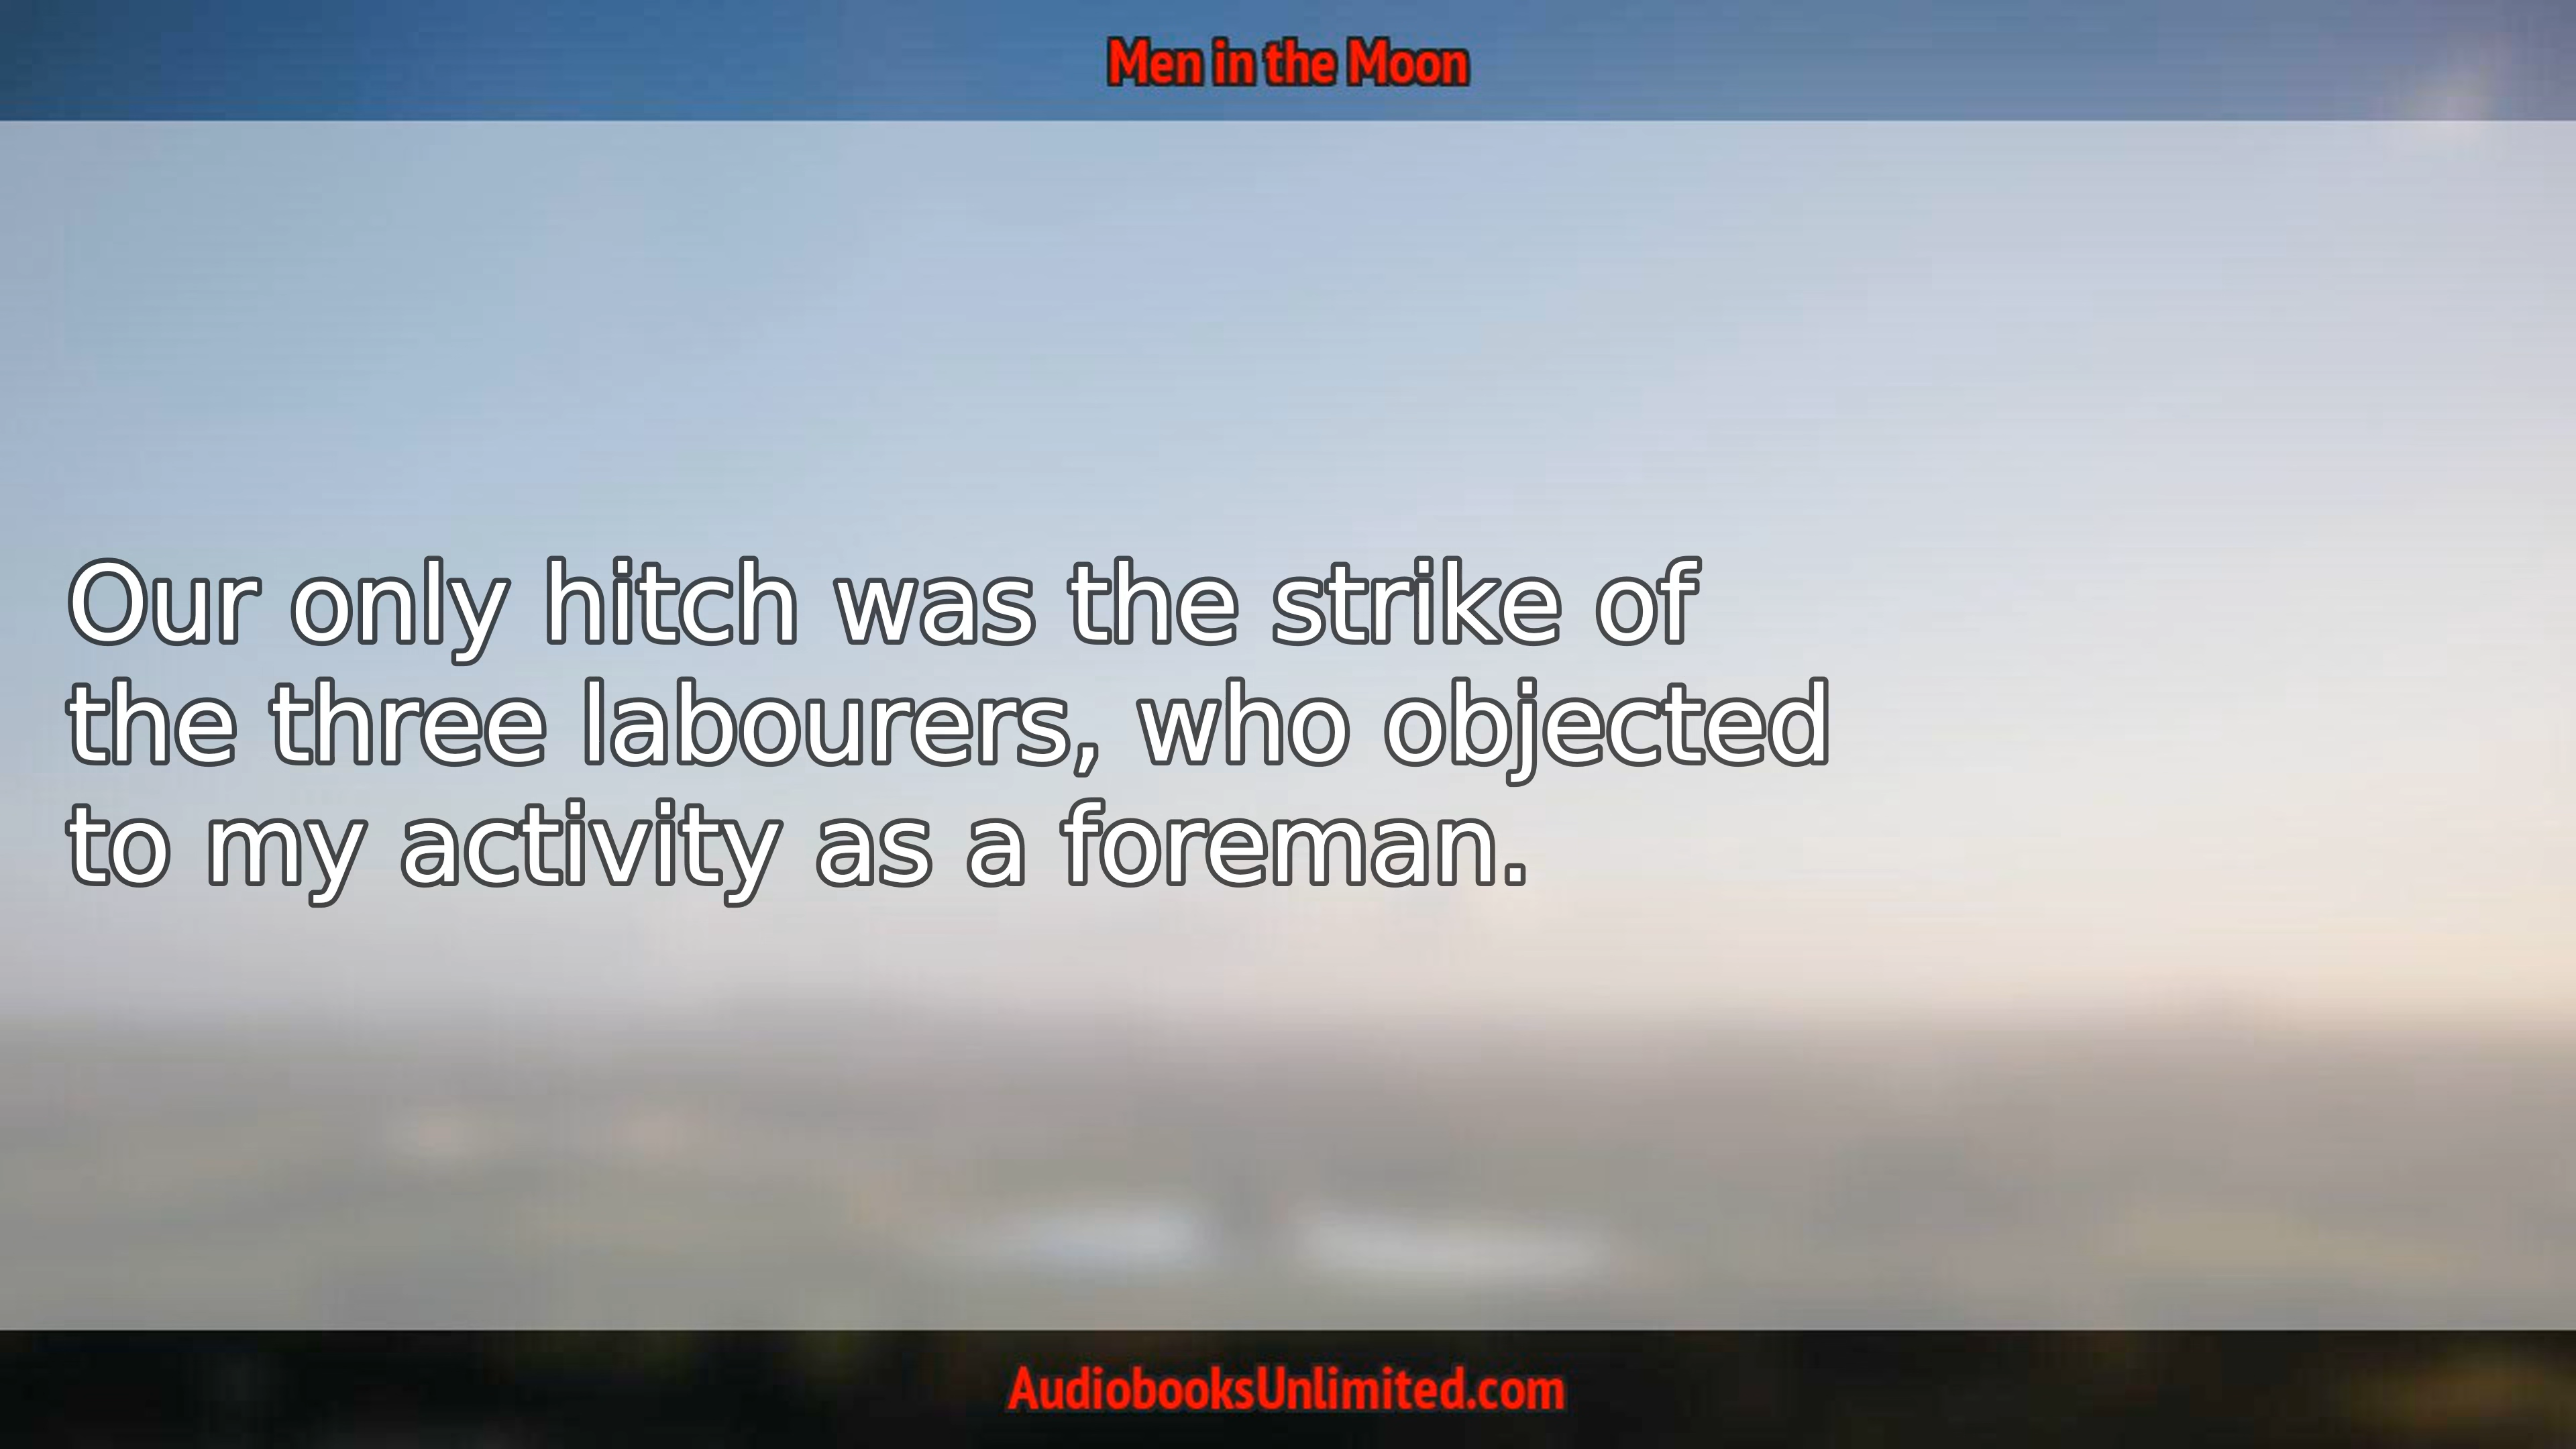 Men in the Moon
Our only hitch was the strike of
the three labourers, who objected
to my activity as a foreman.
AudiobooksUnlimited.com